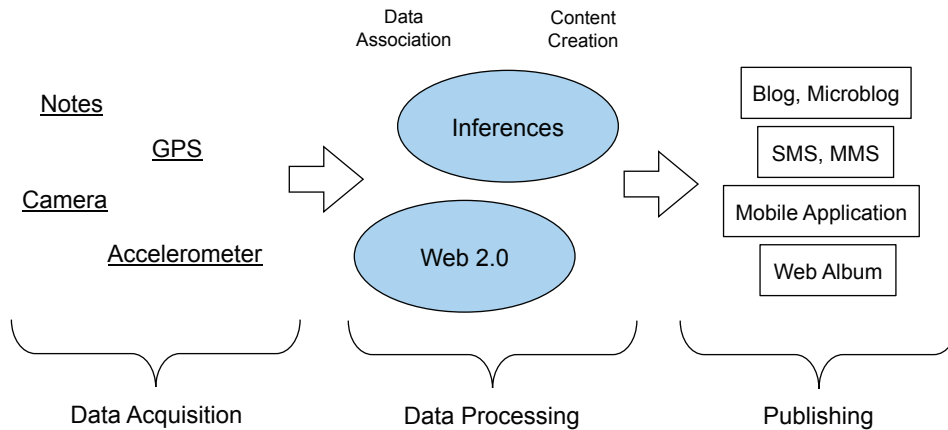 Data
Association
Content
Creation
Notes
GPS
Camera
Accelerometer
Inferences
Web 2.0
Blog, Microblog
SMS, MMS
Mobile Application
Web Album
Data Acquisition
Data Processing
Publishing